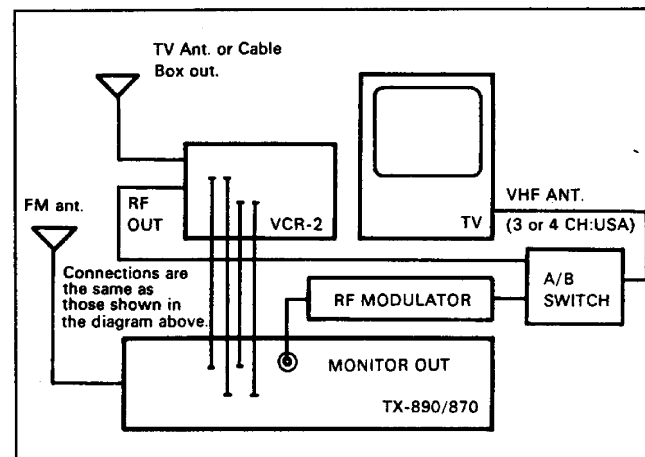 TV Ant. or Cable
Box out.
FM ant.
RF
OUT
VCR-2
TV
VHF ANT.
(3 or 4 CH:USA)
Connections are
the same as
those shown in
the diagram above.
RF MODULATOR
A/B
SWITCH
MONITOR OUT
TX-890/870